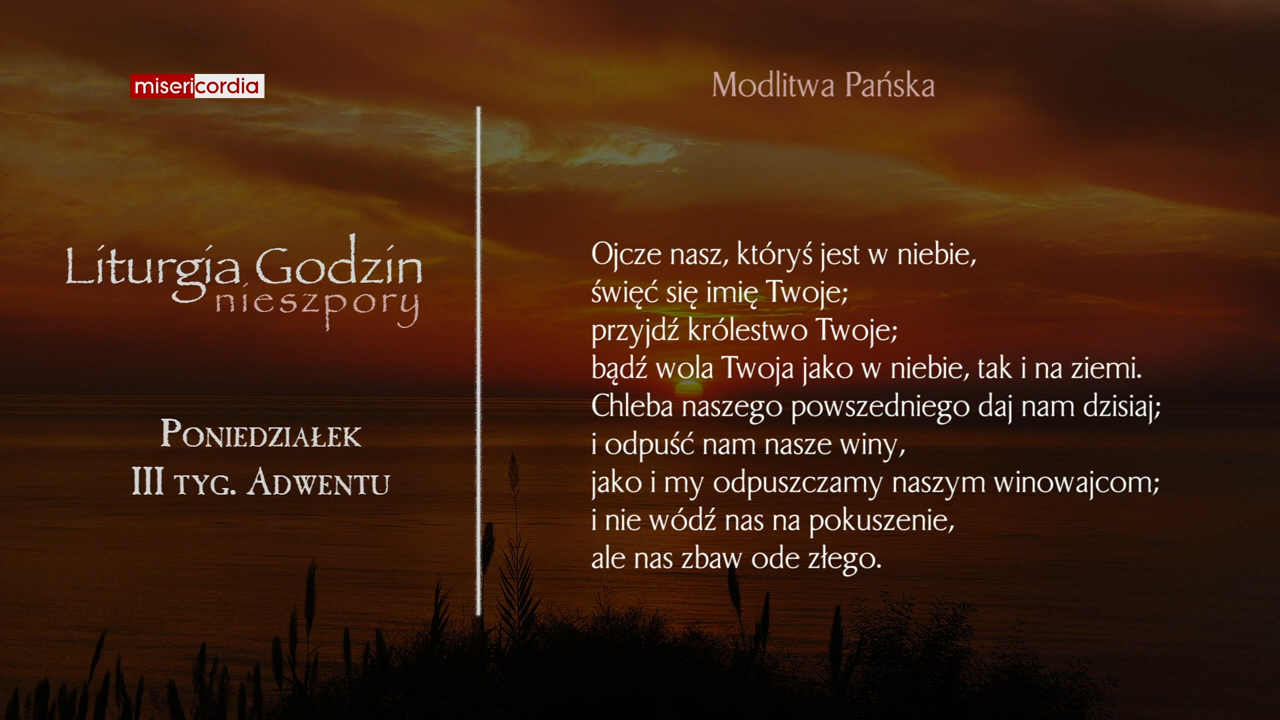 misericordia
Liturgia Godzin
nieszpory
Poniedziałek
III tyg. Adwentu
Modlitwa Pańska
Ojcze nasz, któryś jest w niebie,
święć się imię Twoje;
przyjdź królestwo Twoje;
bądź wola Twoja jako w niebie, tak i na ziemi.
Chleba naszego powszedniego daj nam dzisiaj;
i odpuść nam nasze winy,
jako i my odpuszczamy naszym winowajcom;
i nie wódź nas na pokuszenie,
ale nas zbaw ode złego.